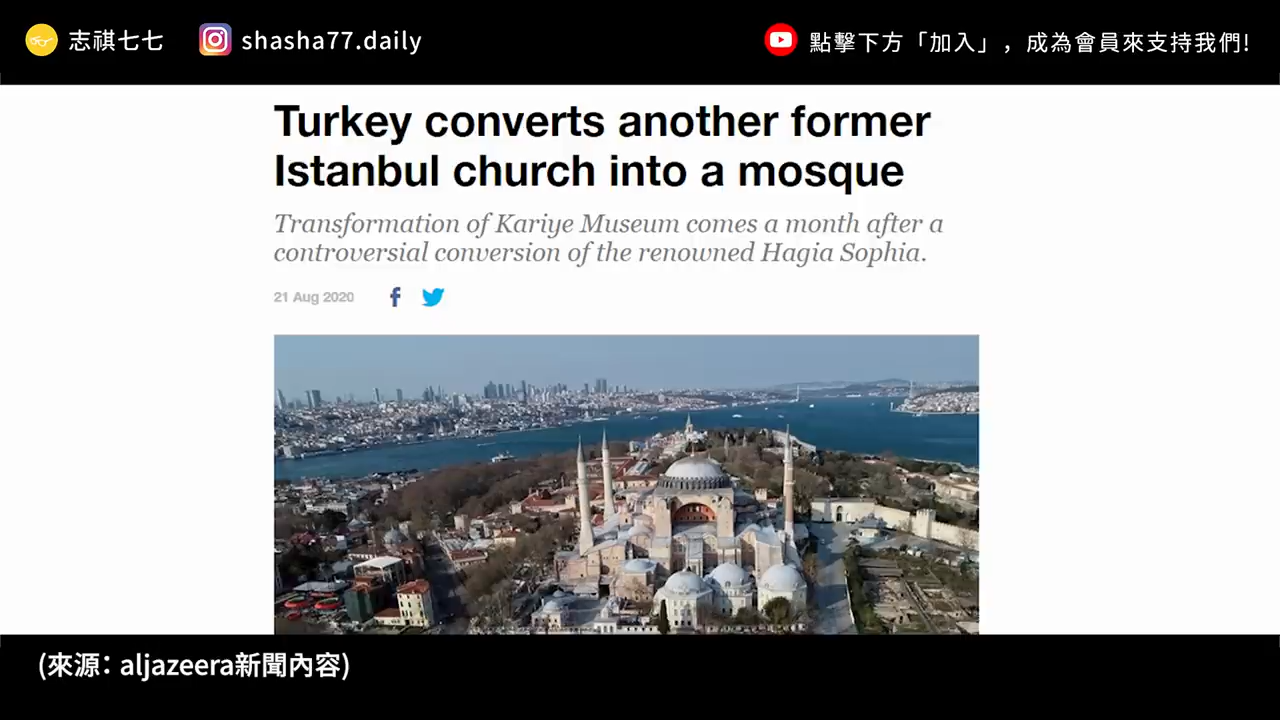 志祺七七 shasha77.daily 點擊下方「加入」，成為會員來支持我們!
Turkey converts another former
Istanbul church into a mosque
Transformation of Kariye Museum comes a month after a
controversial conversion of the renowned Hagia Sophia.
21 Aug 2020
(來源：aljazeera新聞內容)